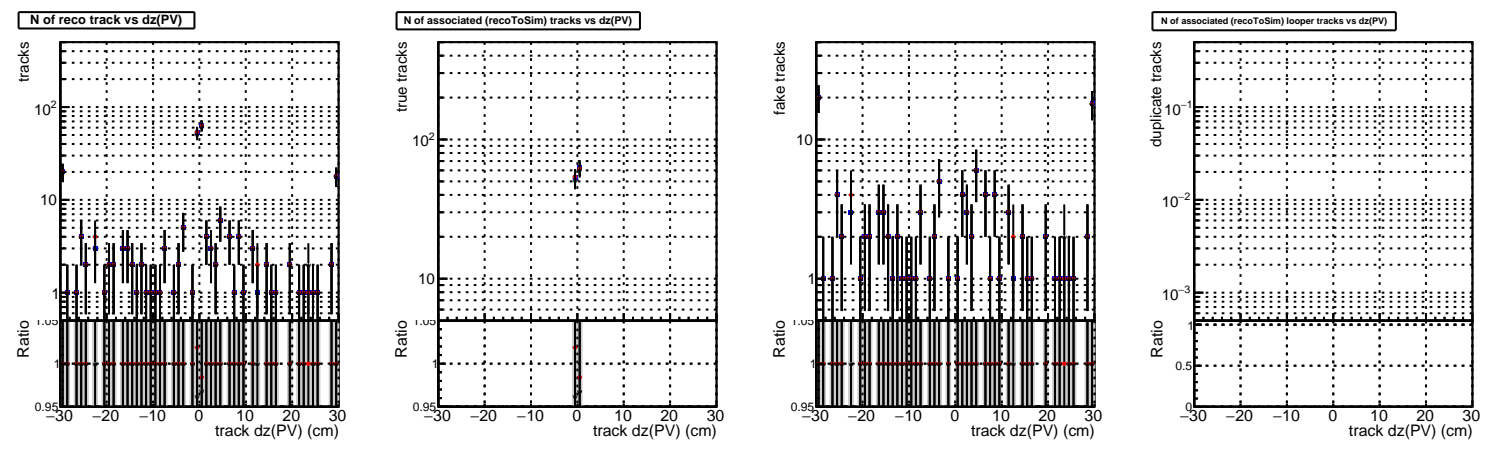 N of reco track vs dz(PV)
tracks
10²
10
1
Ratio
1.05
1
0.95
−30 −20 −10 0 10 20 30
track dz(PV) (cm)
N of associated (recoToSim) tracks vs dz(PV)
true tracks
10²
10
Ratio
1.05
1
0.95
−30 −20 −10 0 10 20 30
track dz(PV) (cm)
fake tracks
10
1
Ratio
1.05
1
0.95
−30 −20 −10 0 10 20 30
track dz(PV) (cm)
N of associated (recoToSim) looper tracks vs dz(PV)
duplicate tracks
10⁻¹
10⁻²
10⁻³
Ratio
1
0.5
0
−30 −20 −10 0 10 20 30
track dz(PV) (cm)